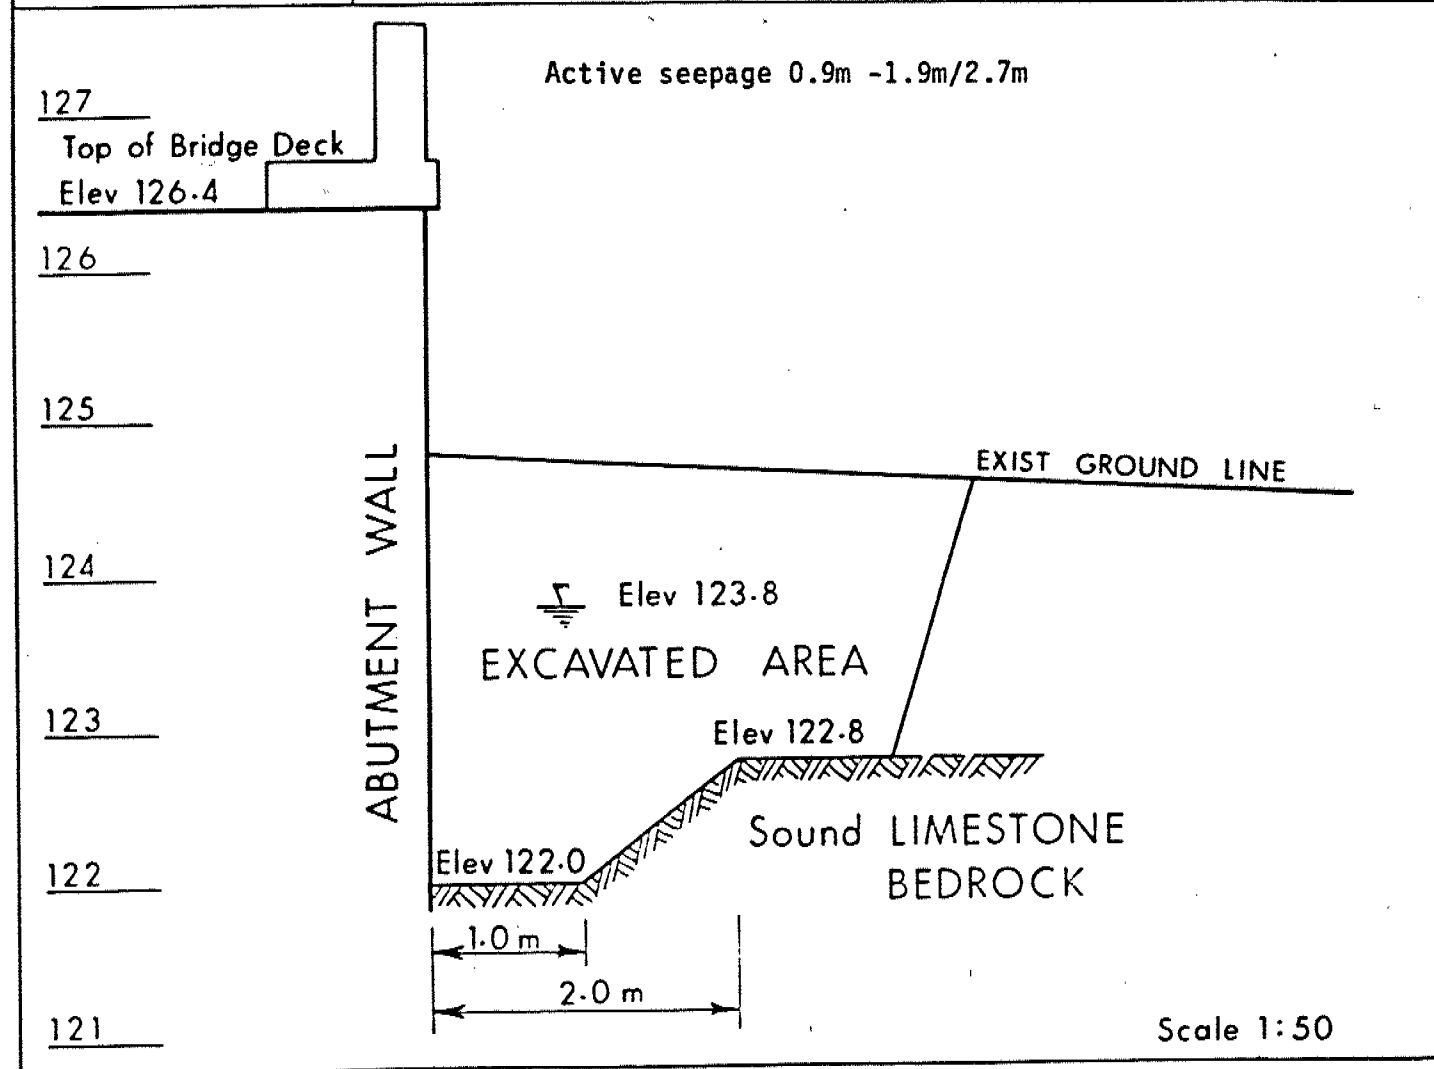 Active seepage 0.9m -1.9m/2.7m
127
Top of Bridge Deck
Elev 126.4
126
125
EXIST GROUND LINE
ABUTMENT WALL
124
Elev 123.8
EXCAVATED AREA
123
Elev 122.8
Sound LIMESTONE
BEDROCK
Elev 122.0
122
1.0 m
2.0 m
121
Scale 1:50